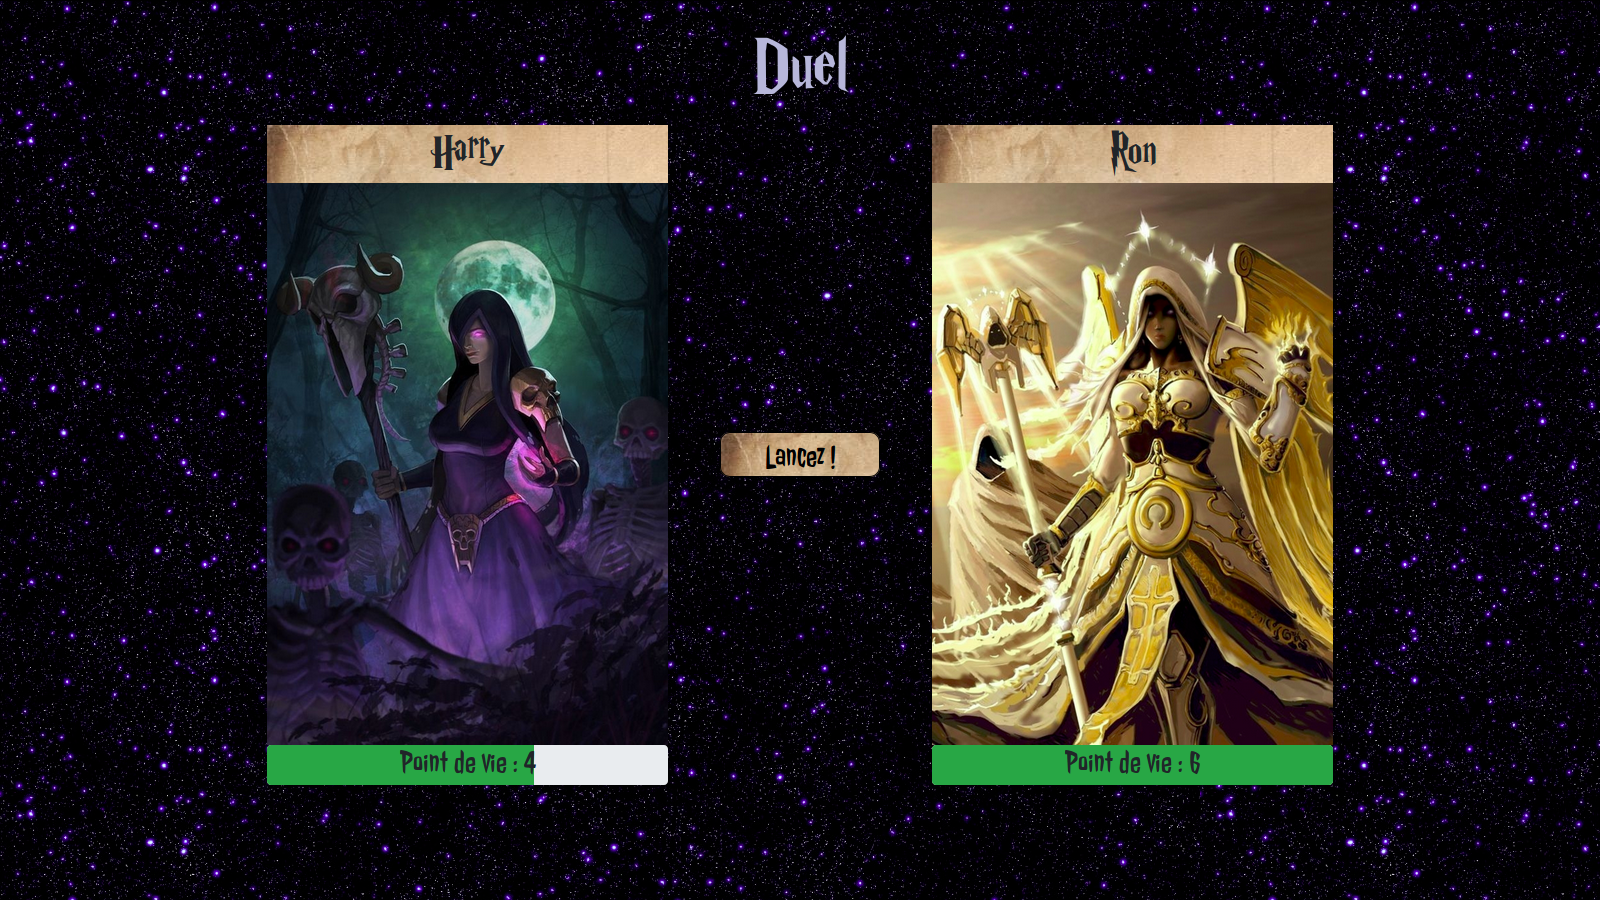 Duel
Harry
Ron
Lancez !
Point de vie : 4
Point de vie : 6